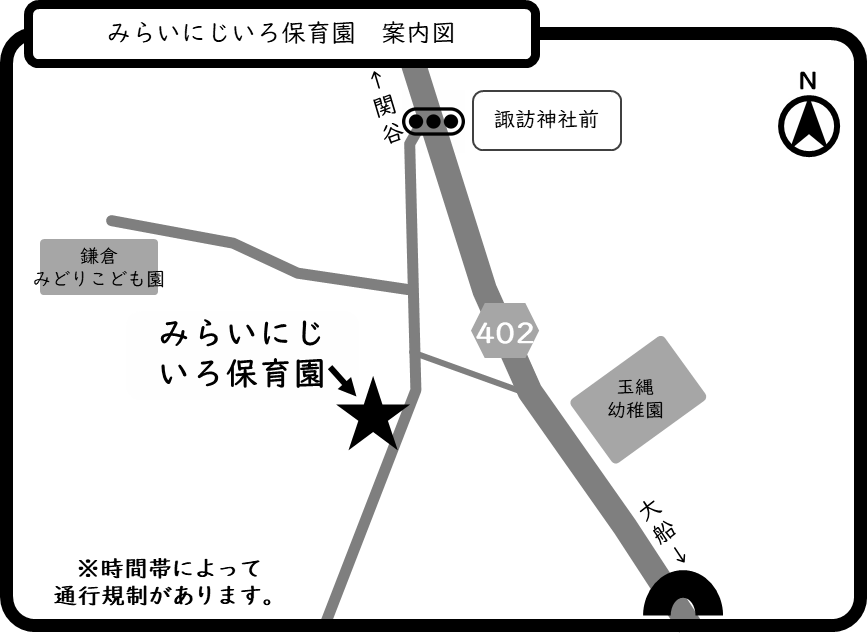 みらいにじいろ保育園　案内図
↑関谷
諏訪神社前
N
鎌倉
みどりこども園
みらいにじ
いろ保育園
402
玉縄
幼稚園
大船↓
※時間帯によって
通行規制があります。